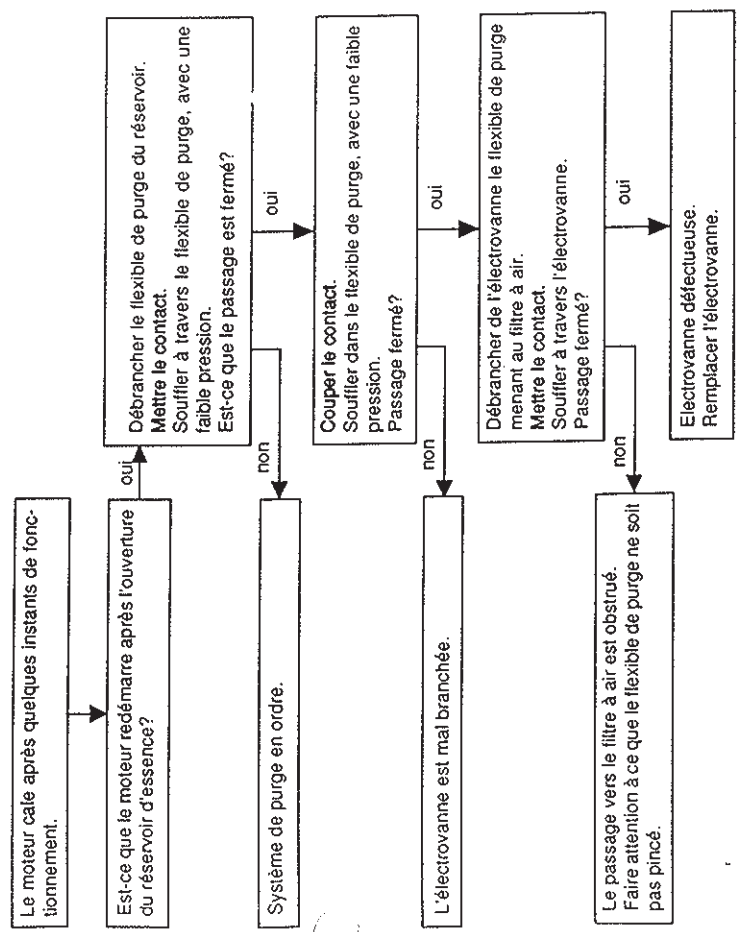 Le moteur cale après quelques instants de fonc-
tionnement.
Est-ce que le moteur redémarre après l'ouverture
du réservoir d'essence?
oui
Débrancher le flexible de purge du réservoir.
Mettre le contact.
Souffler à travers le flexible de purge, avec une
faible pression.
Est-ce que le passage est fermé?
non
oui
Système de purge en ordre.
Couper le contact.
Souffler dans le flexible de purge, avec une faible
pression.
Passage fermé?
non
oui
L'électrovanne est mal branchée.
Débrancher de l'électrovanne le flexible de purge
menant au filtre à air.
Mettre le contact.
Souffler à travers l'électrovanne.
Passage fermé?
non
oui
Le passage vers le filtre à air est obstrué.
Faire attention à ce que le flexible de purge ne soit
pas pincé.
Electrovanne défectueuse.
Remplacer l'électrovanne.